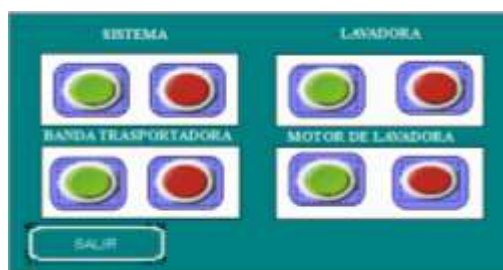 SISTEMA
LAVADORA
BANDA TRASPORTADORA
MOTOR DE LAVADORA
SALIR